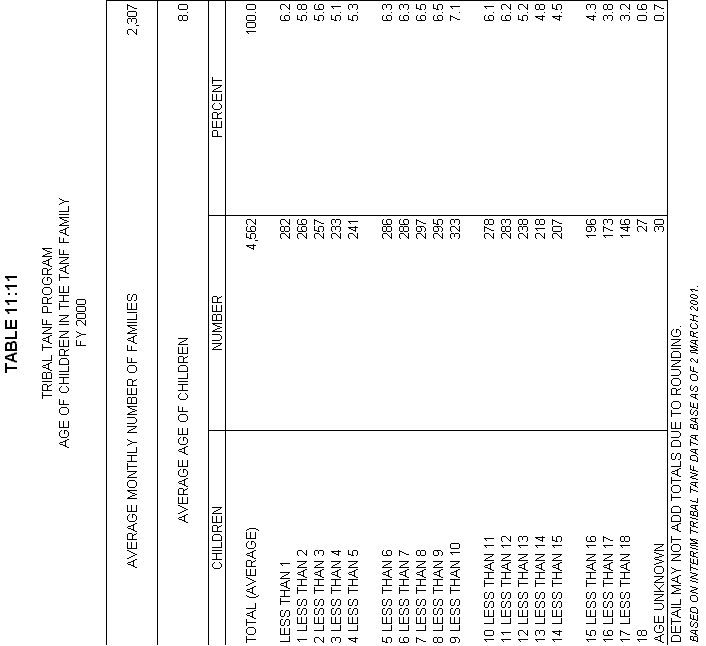 TABLE 11:11
TRIBAL TANF PROGRAM
AGE OF CHILDREN IN THE TANF FAMILY
FY 2000
AVERAGE MONTHLY NUMBER OF FAMILIES 2,307
AVERAGE AGE OF CHILDREN 8.0
CHILDREN NUMBER PERCENT
TOTAL (AVERAGE) 4,562 100.0
LESS THAN 1 282 6.2
1 LESS THAN 2 266 5.8
2 LESS THAN 3 257 5.6
3 LESS THAN 4 233 5.1
4 LESS THAN 5 241 5.3
5 LESS THAN 6 286 6.3
6 LESS THAN 7 286 6.3
7 LESS THAN 8 297 6.5
8 LESS THAN 9 295 6.5
9 LESS THAN 10 323 7.1
10 LESS THAN 11 278 6.1
11 LESS THAN 12 283 6.2
12 LESS THAN 13 238 5.2
13 LESS THAN 14 218 4.8
14 LESS THAN 15 207 4.5
15 LESS THAN 16 196 4.3
16 LESS THAN 17 173 3.8
17 LESS THAN 18 146 3.2
18 27 0.6
AGE UNKNOWN 30 0.7
DETAIL MAY NOT ADD TOTALS DUE TO ROUNDING.
BASED ON INTERIM TRIBAL TANF DATA BASE AS OF 2 MARCH 2001.